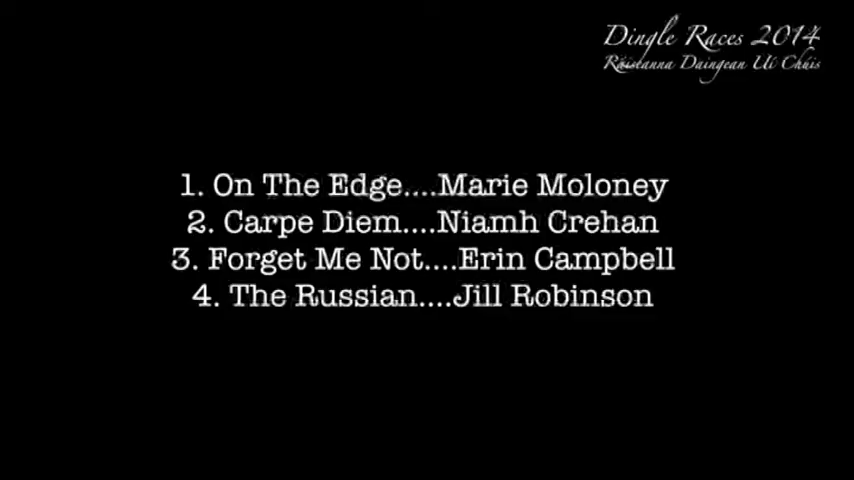 Dingle Races 2014
Ráiseanna Daingean Uí Chúis
1. On The Edge....Marie Moloney
2. Carpe Diem....Niamh Crehan
3. Forget Me Not....Erin Campbell
4. The Russian....Jill Robinson